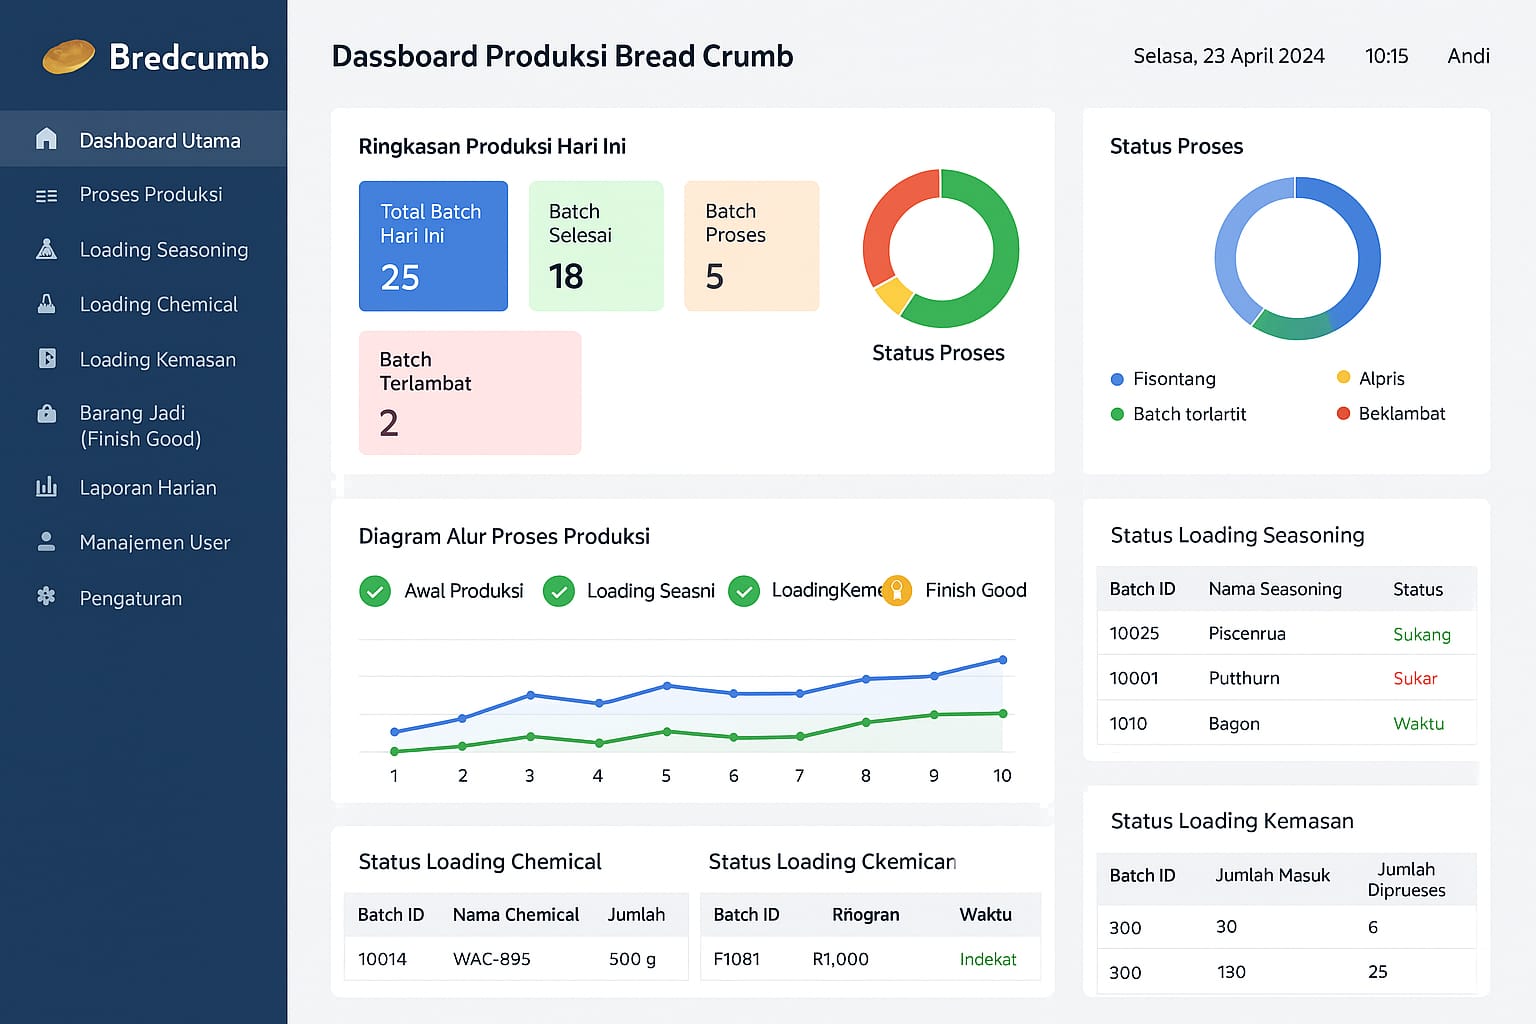 Bredcumb
Dashboard Utama
Proses Produksi
Loading Seasoning
Loading Chemical
Loading Kemasan
Barang Jadi
(Finish Good)
Laporan Harian
Manajemen User
Pengaturan
Dassboard Produksi Bread Crumb
Selasa, 23 April 2024 10:15 Andi
Ringkasan Produksi Hari Ini
Total Batch
Hari Ini
25
Batch
Selesai
18
Batch
Proses
5
Batch
Terlambat
2
Status Proses
Status Proses
Fisontang
Alpris
Batch torlartit
Beklambat
Diagram Alur Proses Produksi
Awal Produksi
Loading Seasni
LoadingKeme
Finish Good
1 2 3 4 5 6 7 8 9 10
Status Loading Seasoning
Batch ID Nama Seasoning Status
10025 Piscenrua Sukang
10001 Putthurn Sukar
1010 Bagon Waktu
Status Loading Chemical
Batch ID Nama Chemical Jumlah
10014 WAC-895 500 g
Status Loading Ckemican
Batch ID Rñogran Waktu
F1081 R1,000 Indekat
Status Loading Kemasan
Batch ID Jumlah Masuk Jumlah
Diprueses
300 30 6
300 130 25